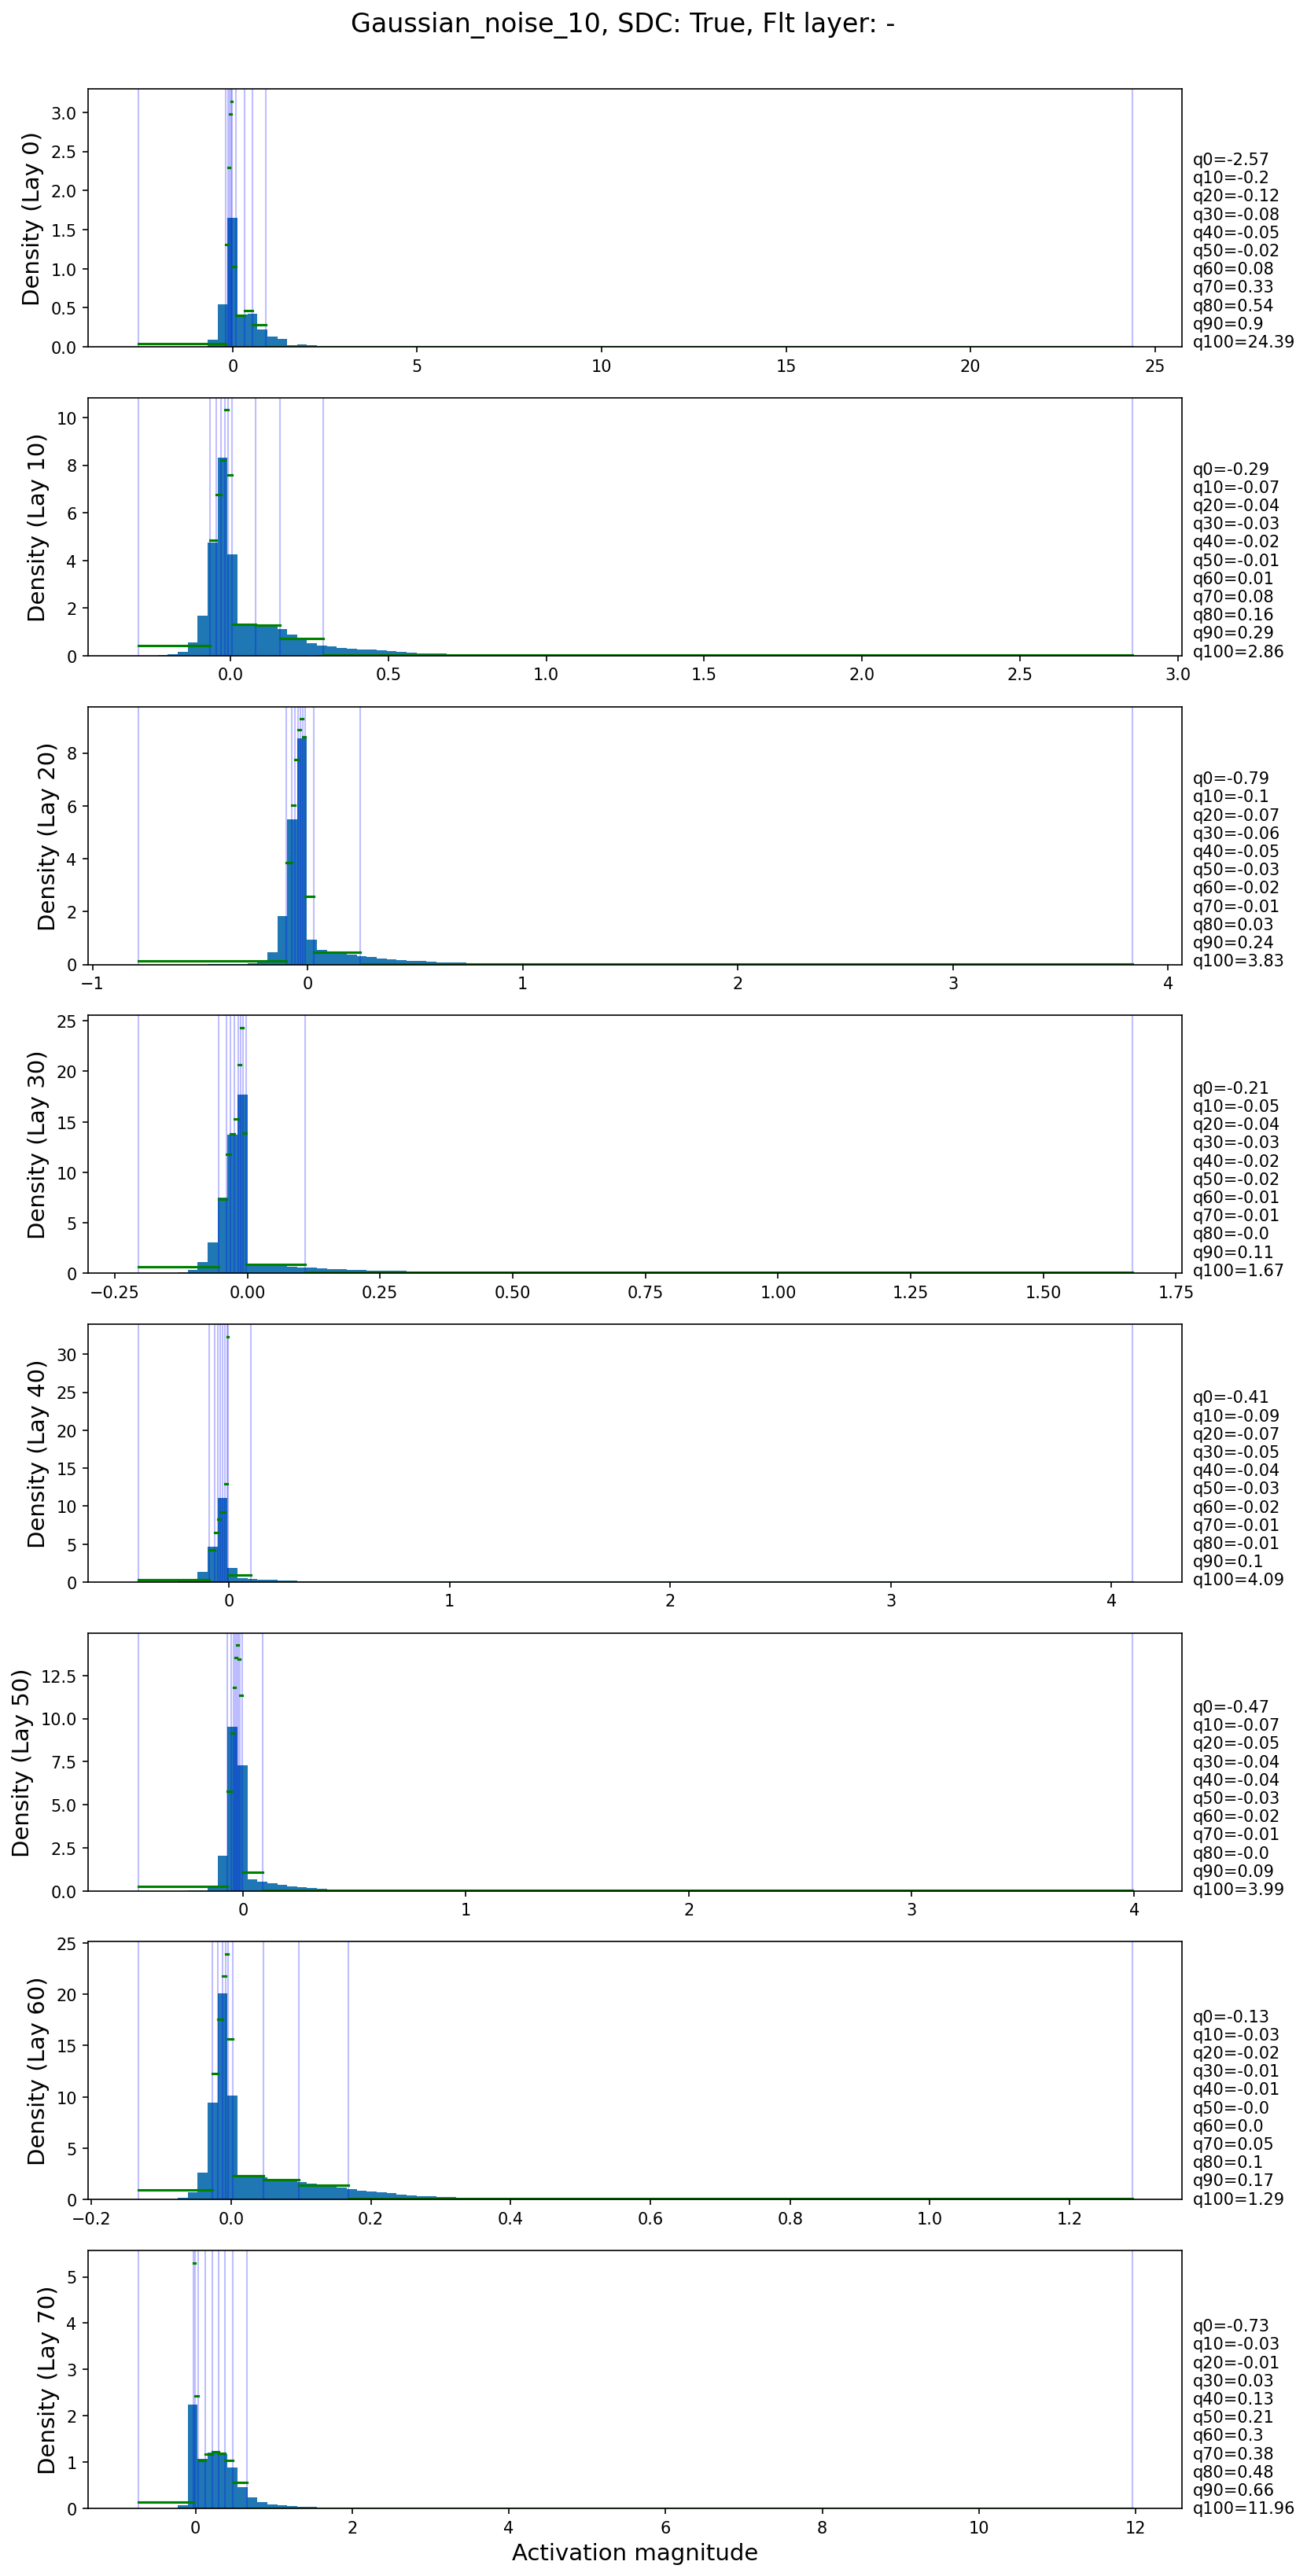 Gaussian_noise_10, SDC: True, Flt layer: -
Density (Lay 0)
3.0
2.5
2.0
1.5
1.0
0.5
0.0
0 5 10 15 20 25
q0=-2.57
q10=-0.2
q20=-0.12
q30=-0.08
q40=-0.05
q50=-0.02
q60=0.08
q70=0.33
q80=0.54
q90=0.9
q100=24.39
Density (Lay 10)
10
8
6
4
2
0
0.0 0.5 1.0 1.5 2.0 2.5 3.0
q0=-0.29
q10=-0.07
q20=-0.04
q30=-0.03
q40=-0.02
q50=-0.01
q60=0.01
q70=0.08
q80=0.16
q90=0.29
q100=2.86
Density (Lay 20)
8
6
4
2
0
−1 0 1 2 3 4
q0=-0.79
q10=-0.1
q20=-0.07
q30=-0.06
q40=-0.05
q50=-0.03
q60=-0.02
q70=-0.01
q80=0.03
q90=0.24
q100=3.83
Density (Lay 30)
25
20
15
10
5
0
−0.25 0.00 0.25 0.50 0.75 1.00 1.25 1.50 1.75
q0=-0.21
q10=-0.05
q20=-0.04
q30=-0.03
q40=-0.02
q50=-0.02
q60=-0.01
q70=-0.01
q80=-0.0
q90=0.11
q100=1.67
Density (Lay 40)
30
25
20
15
10
5
0
0 1 2 3 4
q0=-0.41
q10=-0.09
q20=-0.07
q30=-0.05
q40=-0.04
q50=-0.03
q60=-0.02
q70=-0.01
q80=-0.01
q90=0.1
q100=4.09
Density (Lay 50)
12.5
10.0
7.5
5.0
2.5
0.0
0 1 2 3 4
q0=-0.47
q10=-0.07
q20=-0.05
q30=-0.04
q40=-0.04
q50=-0.03
q60=-0.02
q70=-0.01
q80=-0.0
q90=0.09
q100=3.99
Density (Lay 60)
25
20
15
10
5
0
−0.2 0.0 0.2 0.4 0.6 0.8 1.0 1.2
q0=-0.13
q10=-0.03
q20=-0.02
q30=-0.01
q40=-0.01
q50=-0.0
q60=0.0
q70=0.05
q80=0.1
q90=0.17
q100=1.29
Density (Lay 70)
5
4
3
2
1
0
0 2 4 6 8 10 12
q0=-0.73
q10=-0.03
q20=-0.01
q30=0.03
q40=0.13
q50=0.21
q60=0.3
q70=0.38
q80=0.48
q90=0.66
q100=11.96
Activation magnitude